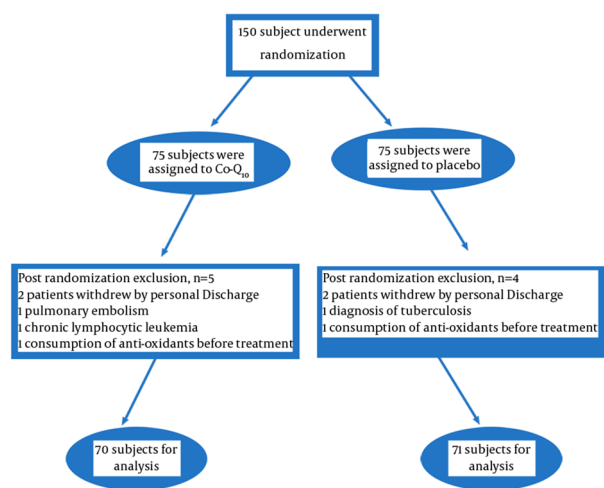 150 subject underwent
randomization
75 subjects were
assigned to Co-Q10
75 subjects were
assigned to placebo
Post randomization exclusion, n=5
2 patients withdrew by personal Discharge
1 pulmonary embolism
1 chronic lymphocytic leukemia
1 consumption of anti-oxidants before treatment
Post randomization exclusion, n=4
2 patients withdrew by personal Discharge
1 diagnosis of tuberculosis
1 consumption of anti-oxidants before treatment
70 subjects for
analysis
71 subjects for
analysis